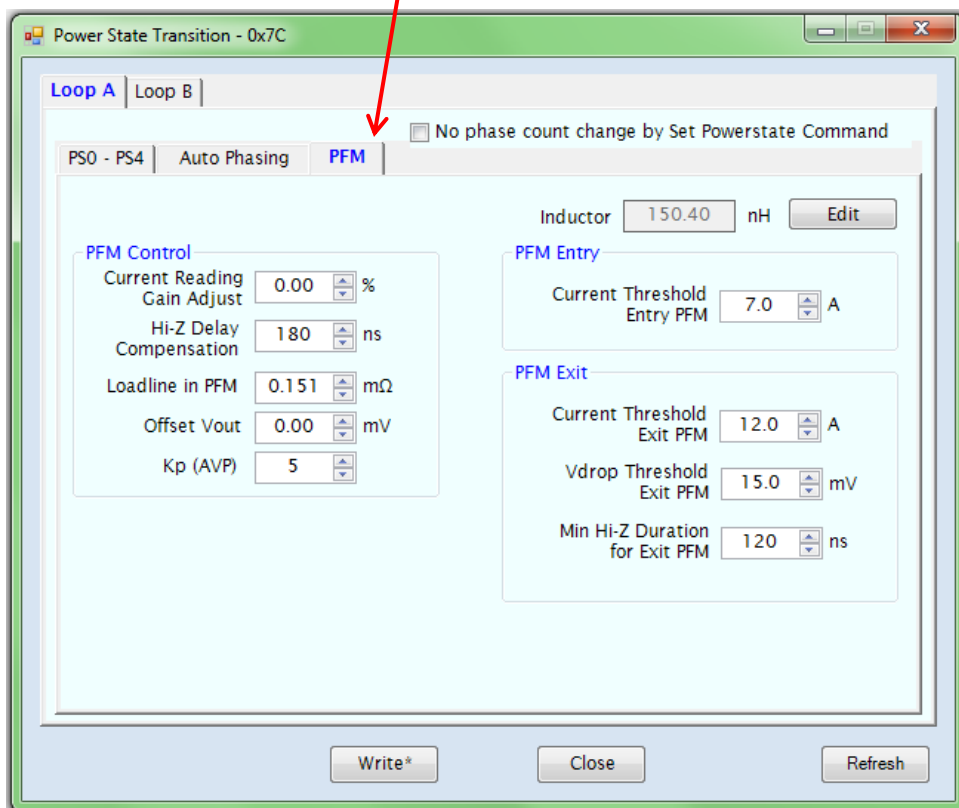 Power State Transition - 0x7C
Loop A
Loop B
No phase count change by Set Powerstate Command
PS0 - PS4
Auto Phasing
PFM
Inductor 150.40 nH Edit
PFM Control
Current Reading
Gain Adjust
0.00 %
Hi-Z Delay
Compensation
180 ns
Loadline in PFM 0.151 mΩ
Offset Vout 0.00 mV
Kp (AVP) 5
PFM Entry
Current Threshold
Entry PFM
7.0 A
PFM Exit
Current Threshold
Exit PFM
12.0 A
Vdrop Threshold
Exit PFM
15.0 mV
Min Hi-Z Duration
for Exit PFM
120 ns
Write*
Close
Refresh